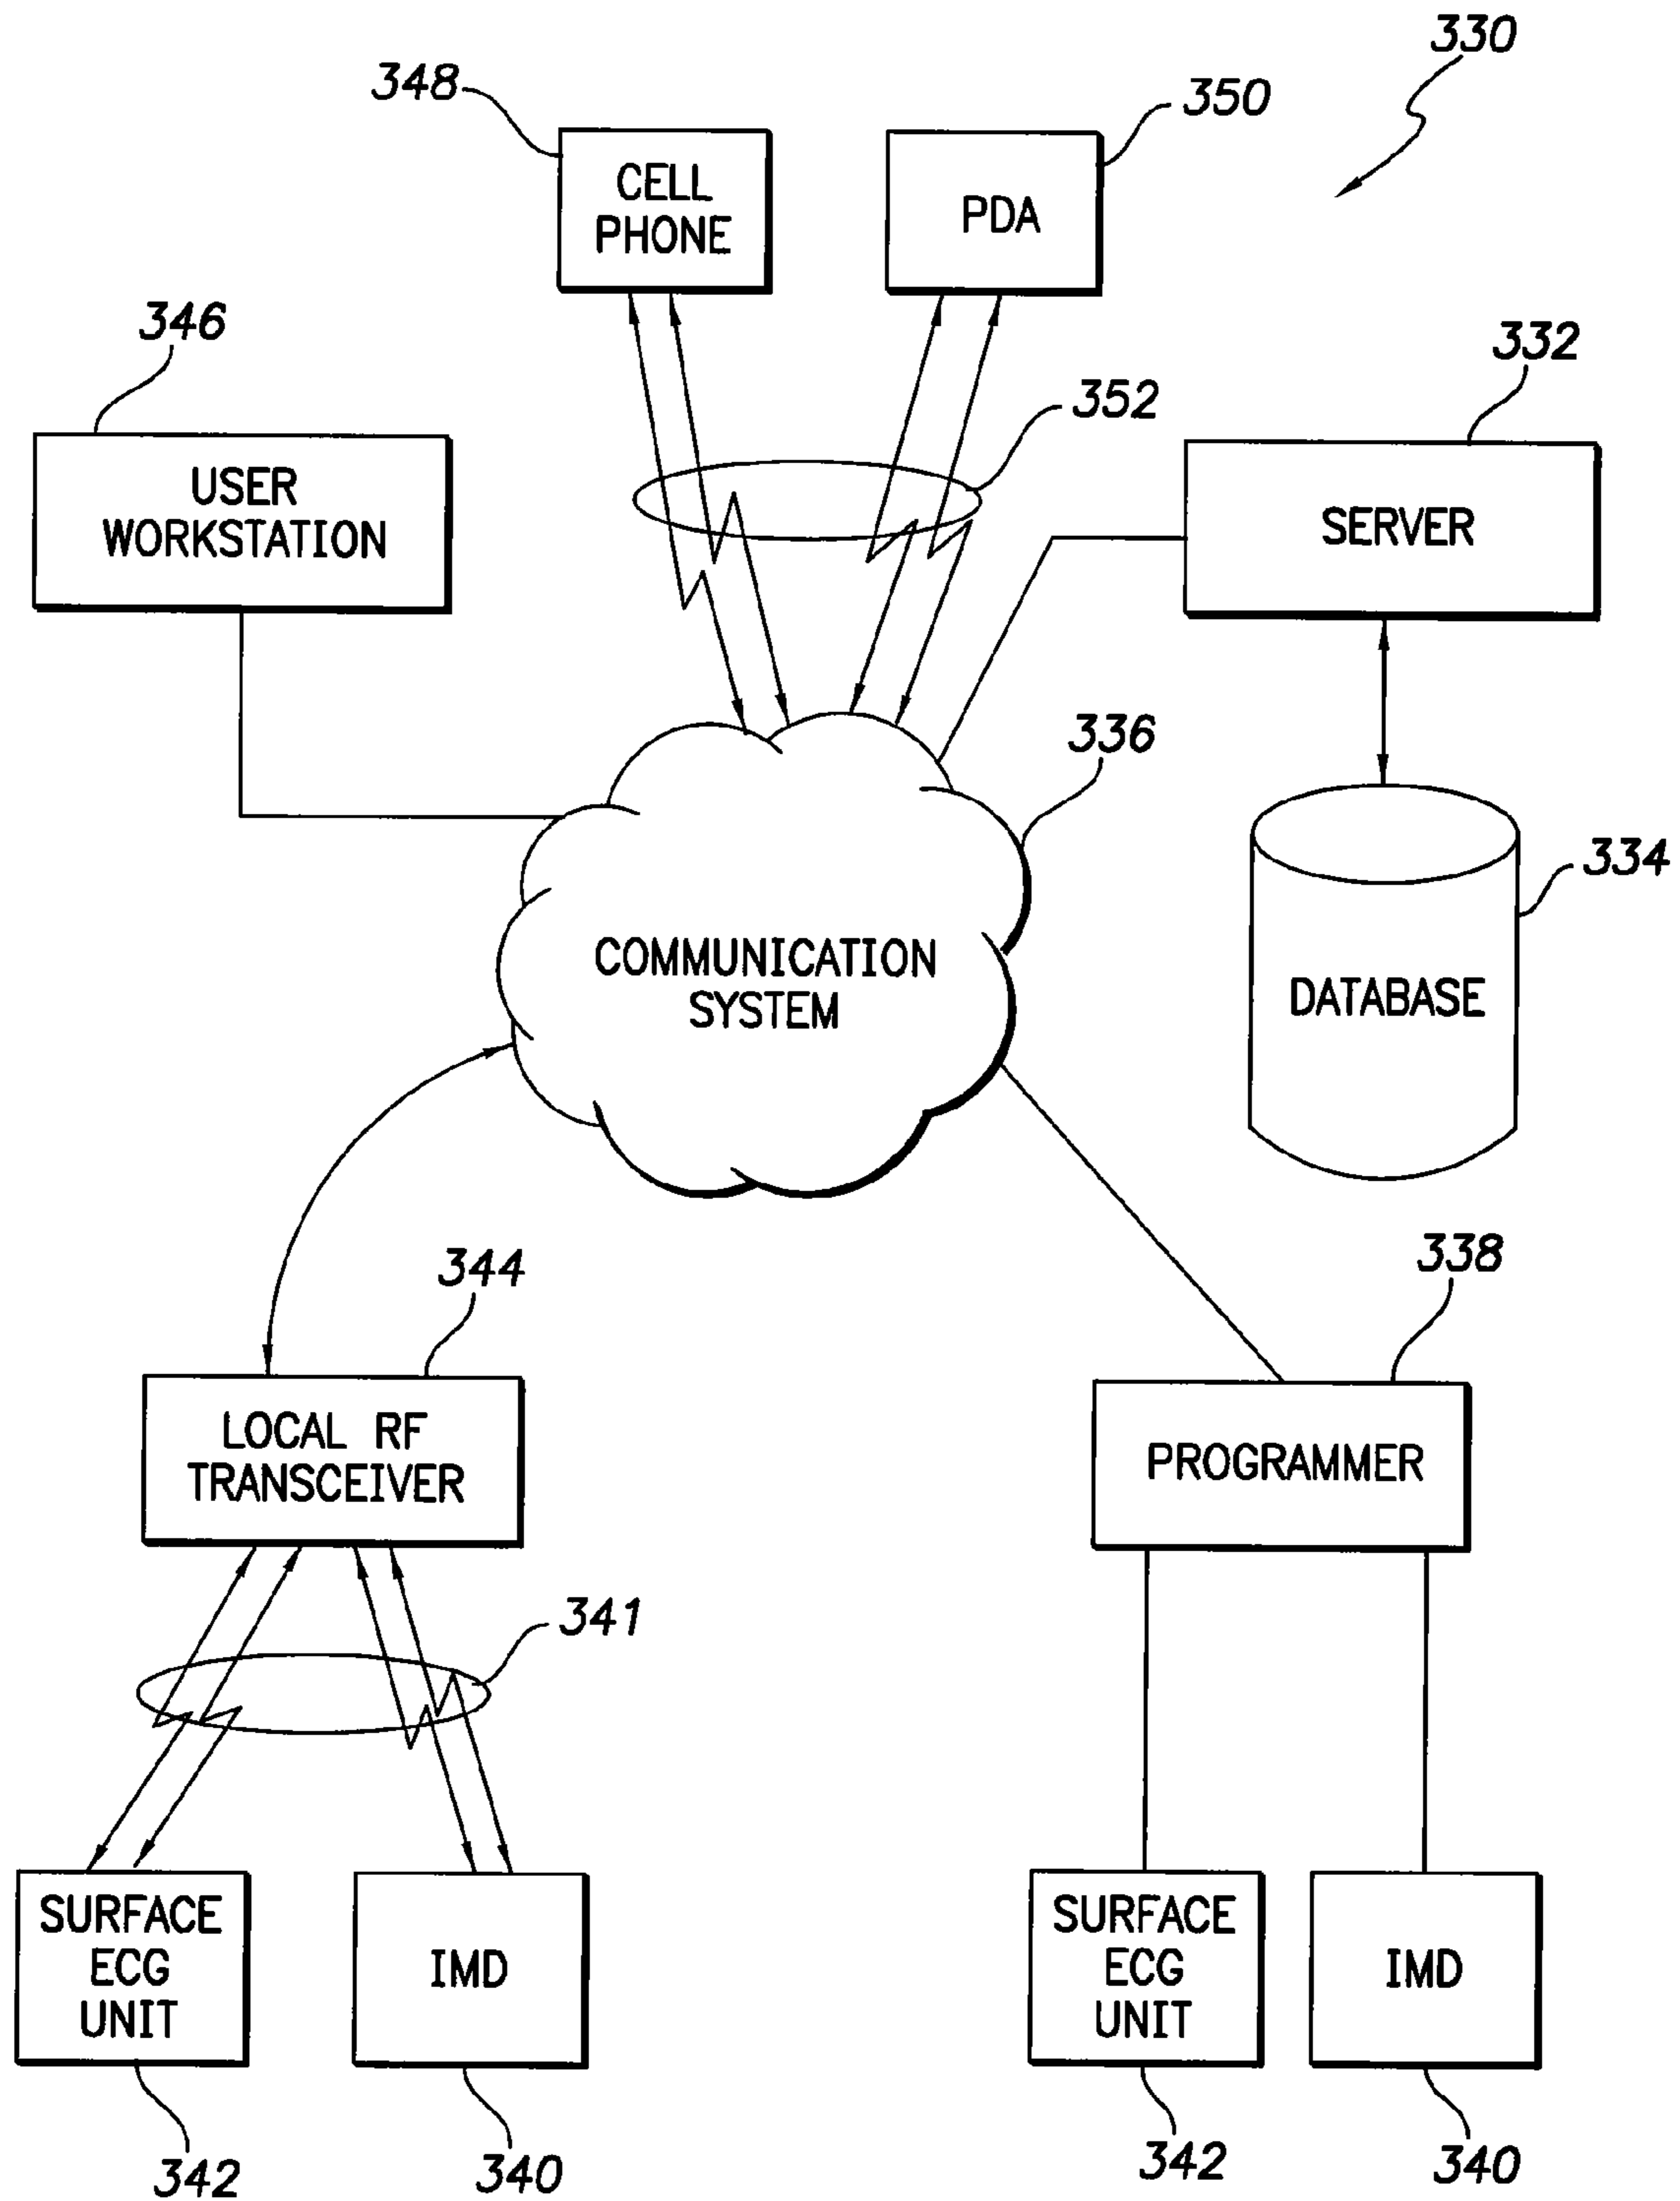 330
348
350
CELL
PHONE
PDA
346
332
352
USER
WORKSTATION
SERVER
336
334
COMMUNICATION
SYSTEM
DATABASE
344
338
LOCAL RF
TRANSCEIVER
PROGRAMMER
341
SURFACE
ECG
UNIT
IMD
SURFACE
ECG
UNIT
IMD
342
340
342
340